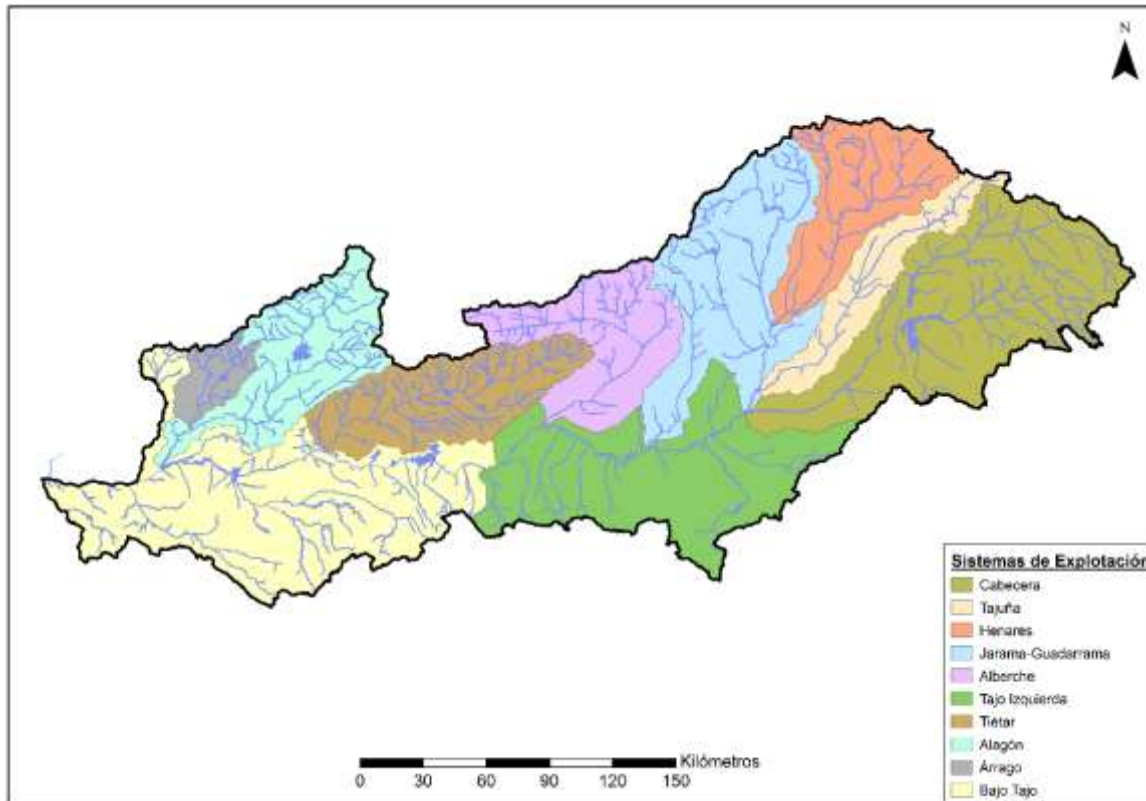 N
Sistemas de Explotación
Cabecera
Tajuña
Henares
Jarama-Guadarrama
Alberche
Tajo Izquierda
Tiétar
Alagón
Árrago
Bajo Tajo
Kilómetros
0 30 60 90 120 150